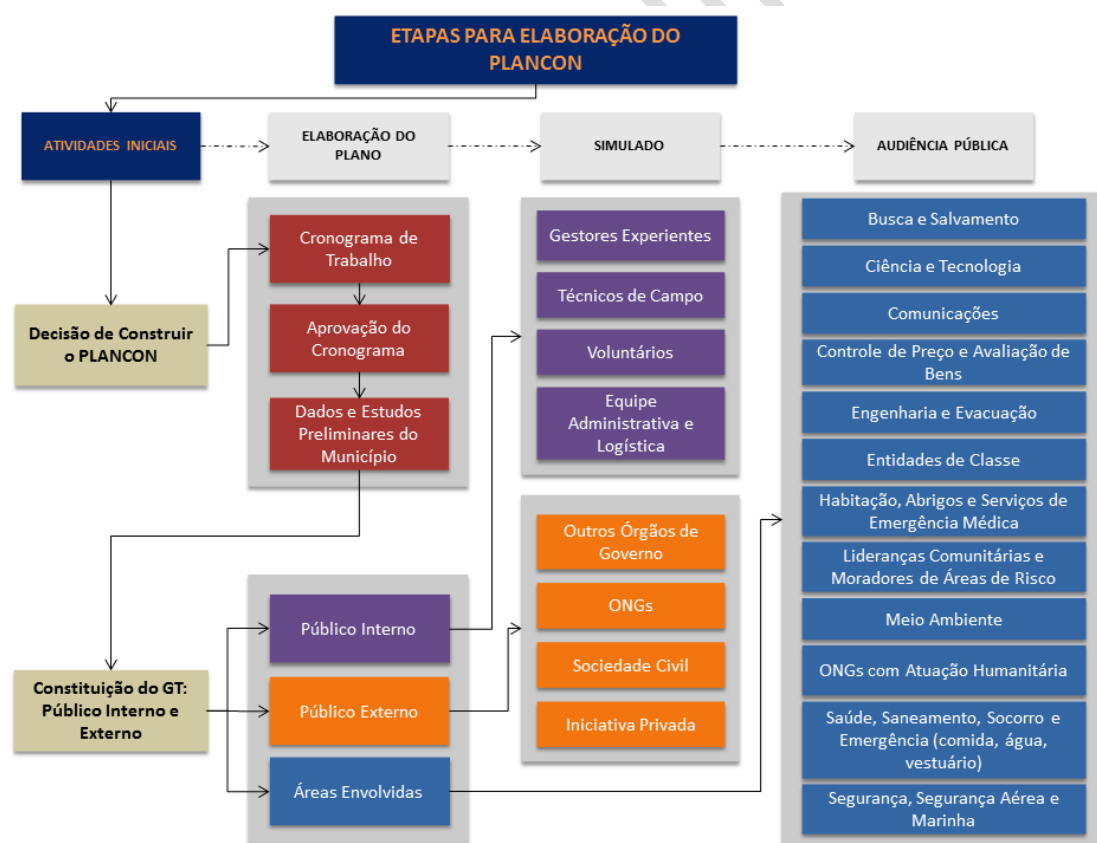 ETAPAS PARA ELABORAÇÃO DO
PLANCON
ATIVIDADES INICIAIS
ELABORAÇÃO DO
PLANO
SIMULADO
AUDIÊNCIA PÚBLICA
Decisão de Construir
o PLANCON
Cronograma de
Trabalho
Aprovação do
Cronograma
Dados e Estudos
Preliminares do
Município
Constituição do GT:
Público Interno e
Externo
Público Interno
Público Externo
Áreas Envolvidas
Gestores Experientes
Técnicos de Campo
Voluntários
Equipe
Administrativa e
Logística
Outros Órgãos de
Governo
ONGs
Sociedade Civil
Iniciativa Privada
Busca e Salvamento
Ciência e Tecnologia
Comunicações
Controle de Preço e Avaliação de
Bens
Engenharia e Evacuação
Entidades de Classe
Habitação, Abrigos e Serviços de
Emergência Médica
Lideranças Comunitárias e
Moradores de Áreas de Risco
Meio Ambiente
ONGs com Atuação Humanitária
Saúde, Saneamento, Socorro e
Emergência (comida, água,
vestuário)
Segurança, Segurança Aérea e
Marinha